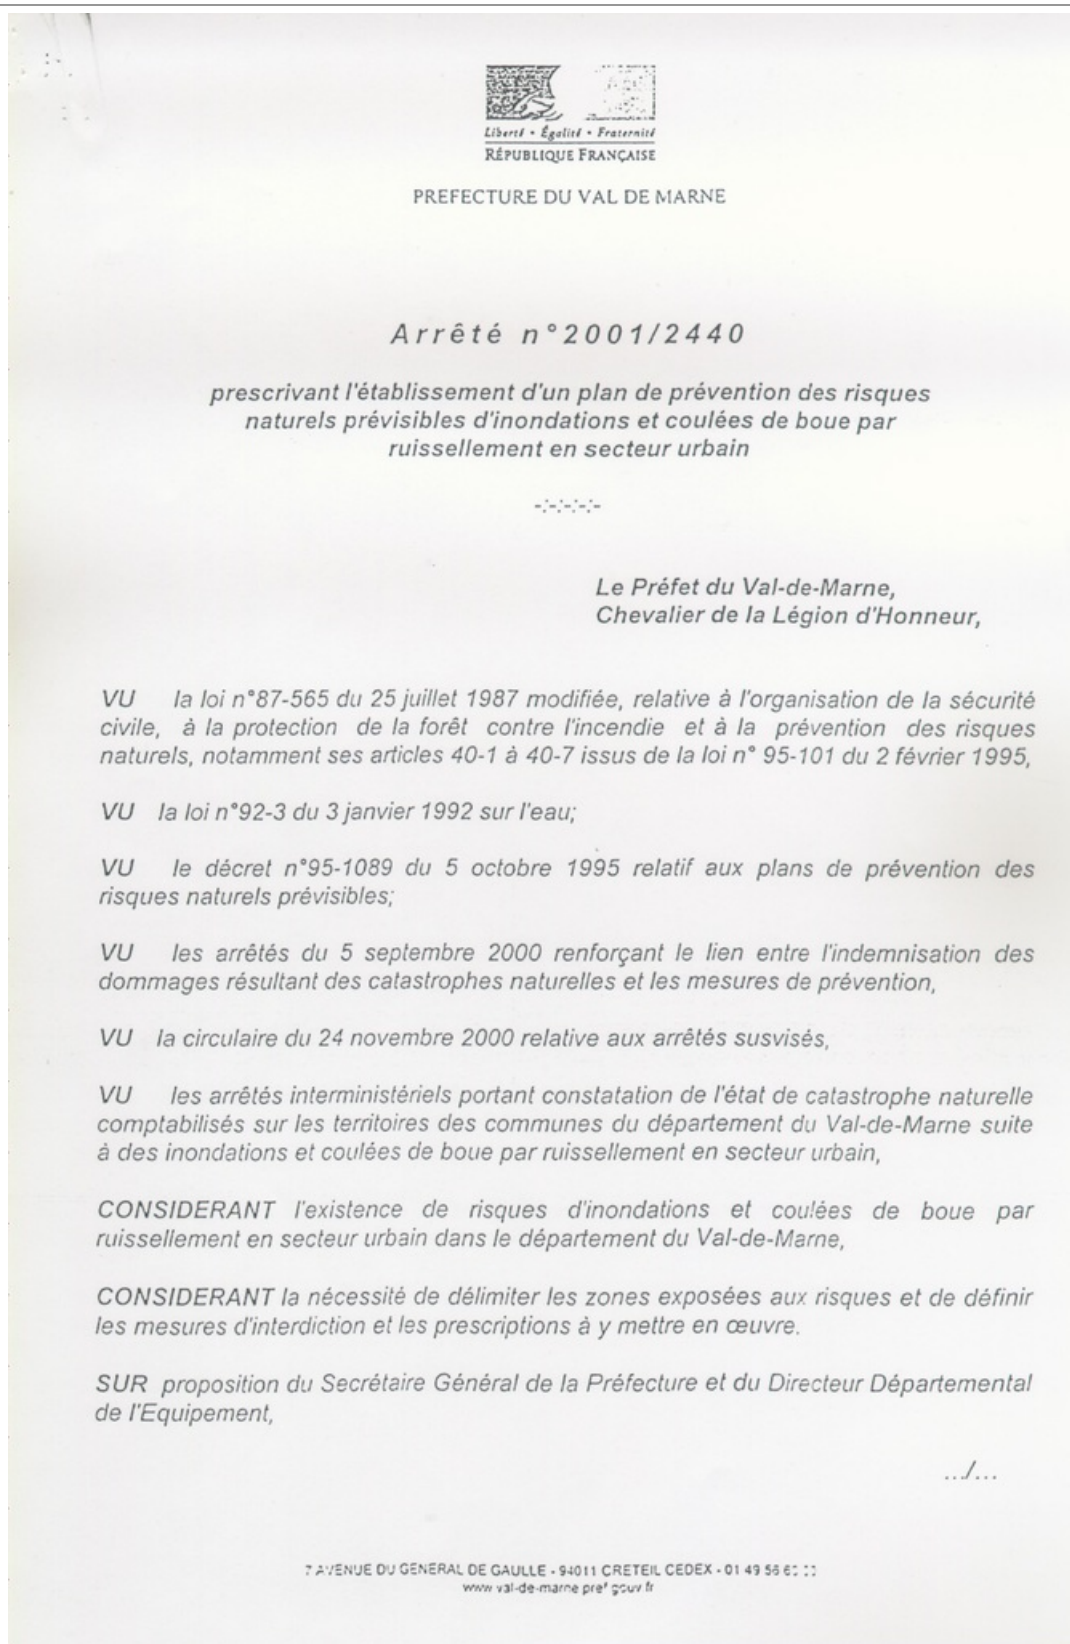 Liberté • Égalité • Fraternité
RÉPUBLIQUE FRANÇAISE
PREFECTURE DU VAL DE MARNE
Arrêté n°2001/2440
prescrivant l'établissement d'un plan de prévention des risques
naturels prévisibles d'inondations et coulées de boue par
ruissellement en secteur urbain
-:-:-:-:-
Le Préfet du Val-de-Marne,
Chevalier de la Légion d'Honneur,
VU la loi n°87-565 du 25 juillet 1987 modifiée, relative à l'organisation de la sécurité
civile, à la protection de la forêt contre l'incendie et à la prévention des risques
naturels, notamment ses articles 40-1 à 40-7 issus de la loi n° 95-101 du 2 février 1995,
VU la loi n°92-3 du 3 janvier 1992 sur l'eau;
VU le décret n°95-1089 du 5 octobre 1995 relatif aux plans de prévention des
risques naturels prévisibles;
VU les arrêtés du 5 septembre 2000 renforçant le lien entre l'indemnisation des
dommages résultant des catastrophes naturelles et les mesures de prévention,
VU la circulaire du 24 novembre 2000 relative aux arrêtés susvisés,
VU les arrêtés interministériels portant constatation de l'état de catastrophe naturelle
comptabilisés sur les territoires des communes du département du Val-de-Marne suite
à des inondations et coulées de boue par ruissellement en secteur urbain,
CONSIDERANT l'existence de risques d'inondations et coulées de boue par
ruissellement en secteur urbain dans le département du Val-de-Marne,
CONSIDERANT la nécessité de délimiter les zones exposées aux risques et de définir
les mesures d'interdiction et les prescriptions à y mettre en œuvre.
SUR proposition du Secrétaire Général de la Préfecture et du Directeur Départemental
de l'Equipement,
.../...
7 AVENUE DU GENERAL DE GAULLE - 94011 CRETEIL CEDEX - 01 49 56
www val-de-marne pref gouv fr